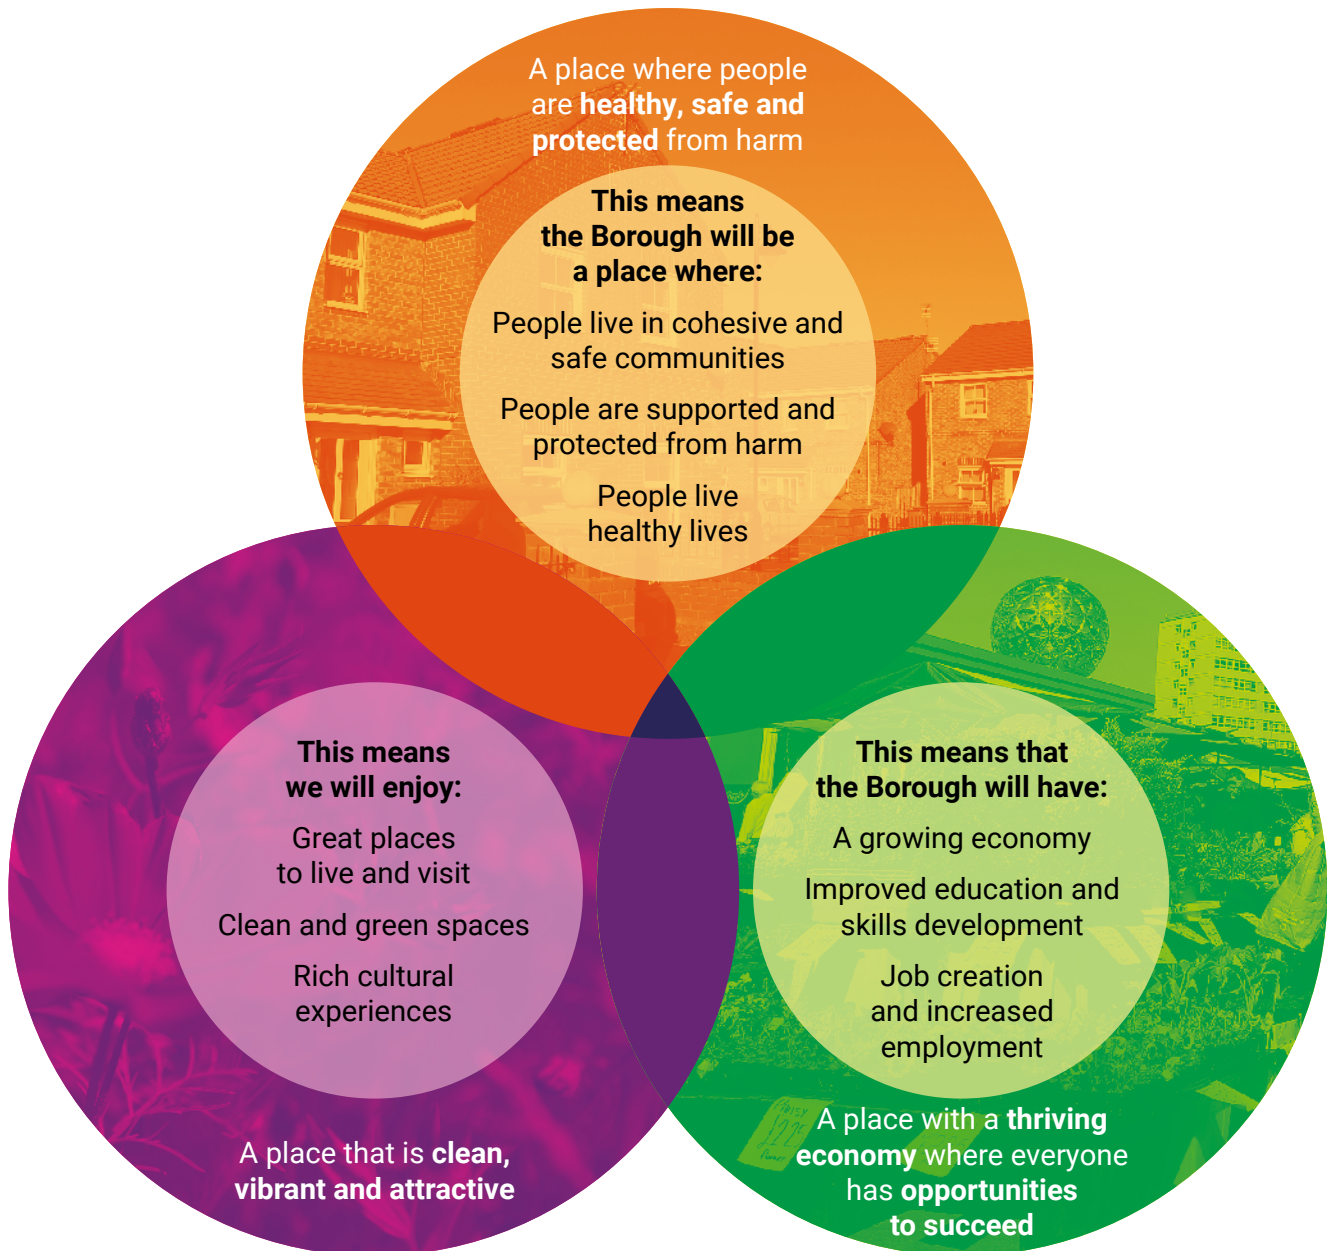 A place where people
are healthy, safe and
protected from harm
This means
the Borough will be
a place where:
People live in cohesive and
safe communities
People are supported and
protected from harm
People live
healthy lives
This means
we will enjoy:
Great places
to live and visit
Clean and green spaces
Rich cultural
experiences
A place that is clean,
vibrant and attractive
This means that
the Borough will have:
A growing economy
Improved education and
skills development
Job creation
and increased
employment
A place with a thriving
economy where everyone
has opportunities
to succeed